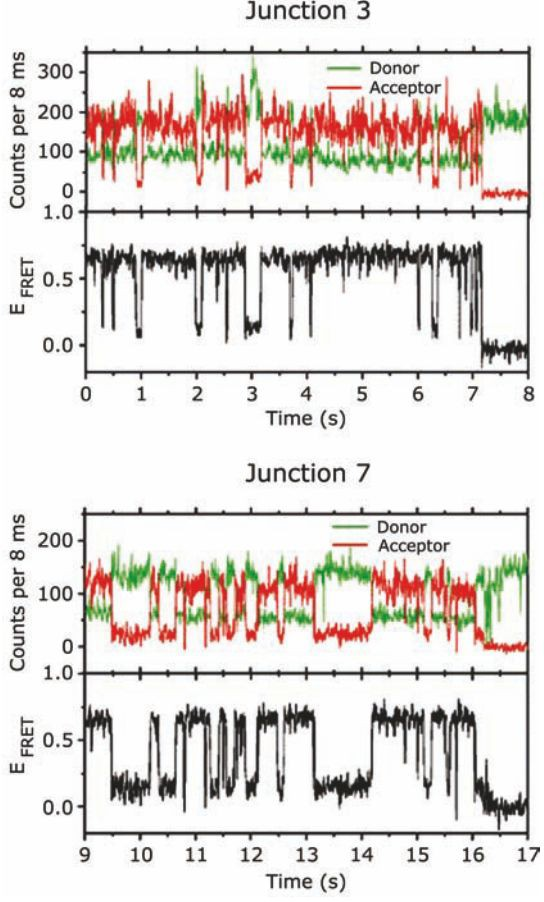 Junction 3
Counts per 8 ms
300
200
100
0
Donor
Acceptor
E FRET
1.0
0.5
0.0
0 1 2 3 4 5 6 7 8
Time (s)
Junction 7
Counts per 8 ms
200
100
0
Donor
Acceptor
E FRET
1.0
0.5
0.0
9 10 11 12 13 14 15 16 17
Time (s)